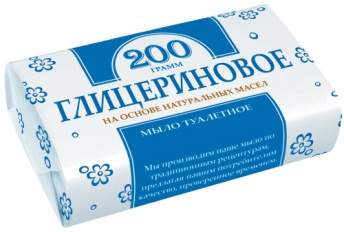 200
ГРАММ
ГЛИЦЕРИНОВОЕ
НА ОСНОВЕ НАТУРАЛЬНЫХ МАСЕЛ
МЫЛО ТУАЛЕТНОЕ
Мы производим наше мыло по
традиционным рецептурам,
предлагая нашим потребителям
качество, проверенное временем.